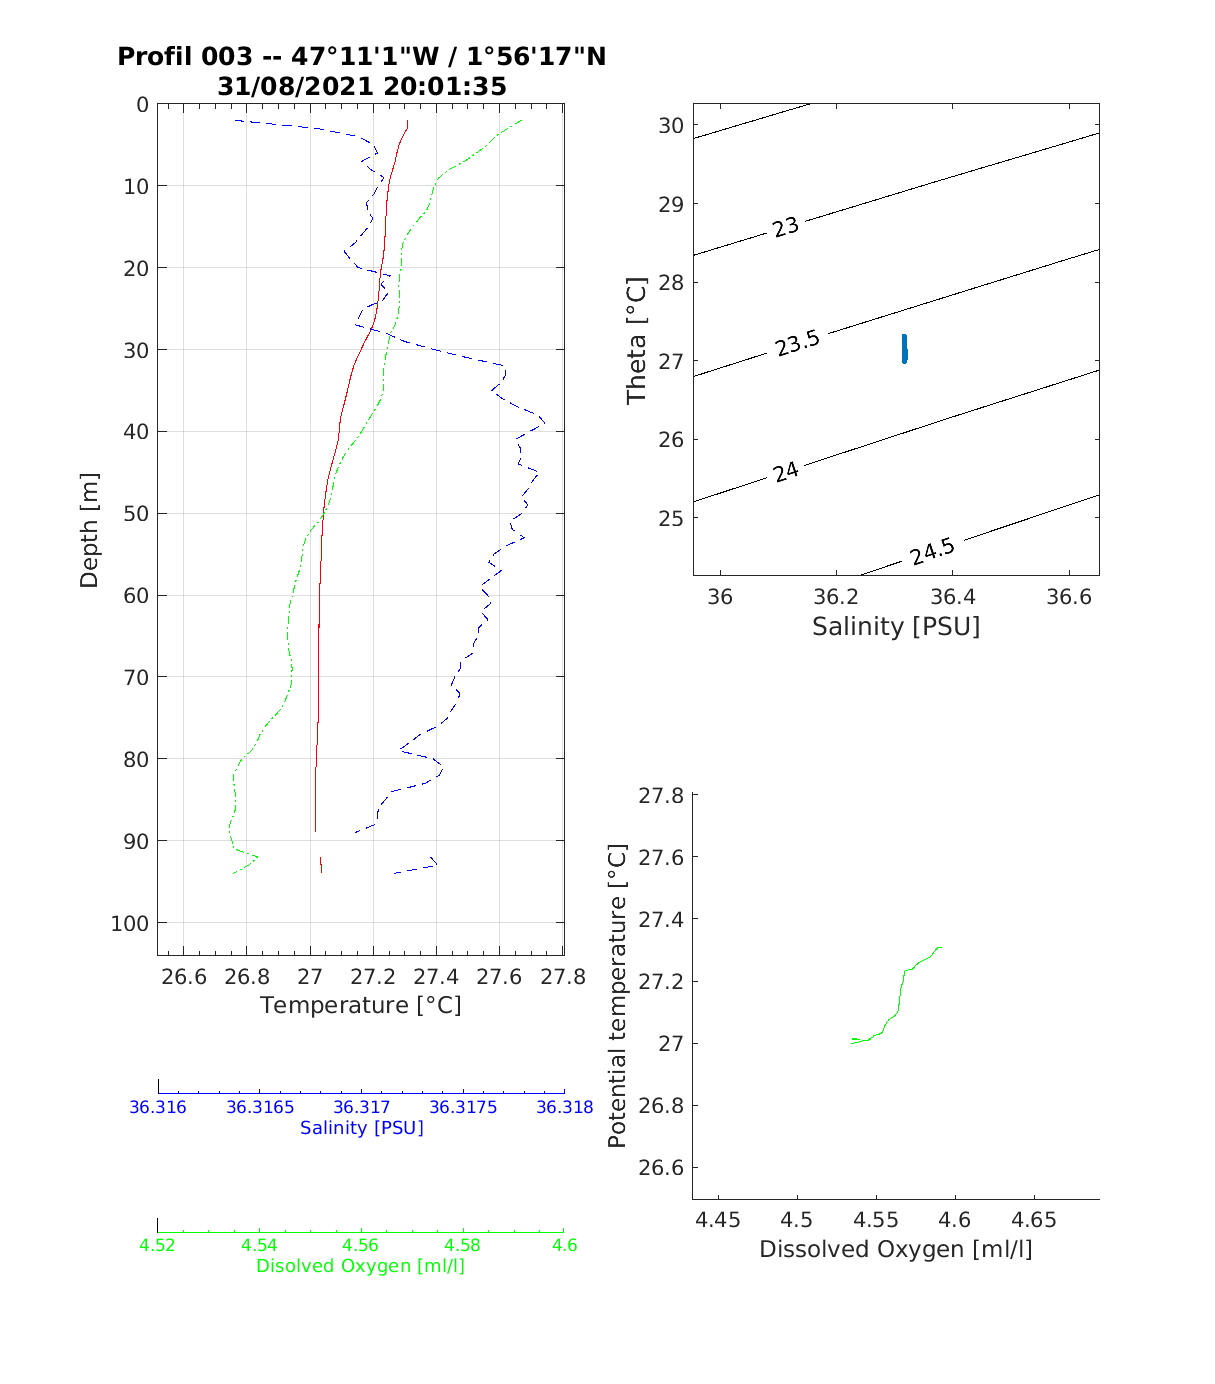 Profil 003 -- 47°11'1"W / 1°56'17"N
31/08/2021 20:01:35
0
10
20
30
40
50
60
70
80
90
100
Depth [m]
26.6 26.8 27 27.2 27.4 27.6 27.8
Temperature [°C]
36.316 36.3165 36.317 36.3175 36.318
Salinity [PSU]
4.52 4.54 4.56 4.58 4.6
Disolved Oxygen [ml/l]
30
29
28
27
26
25
Theta [°C]
23
23.5
24
24.5
36 36.2 36.4 36.6
Salinity [PSU]
27.8
27.6
27.4
27.2
27
26.8
26.6
Potential temperature [°C]
4.45 4.5 4.55 4.6 4.65
Dissolved Oxygen [ml/l]